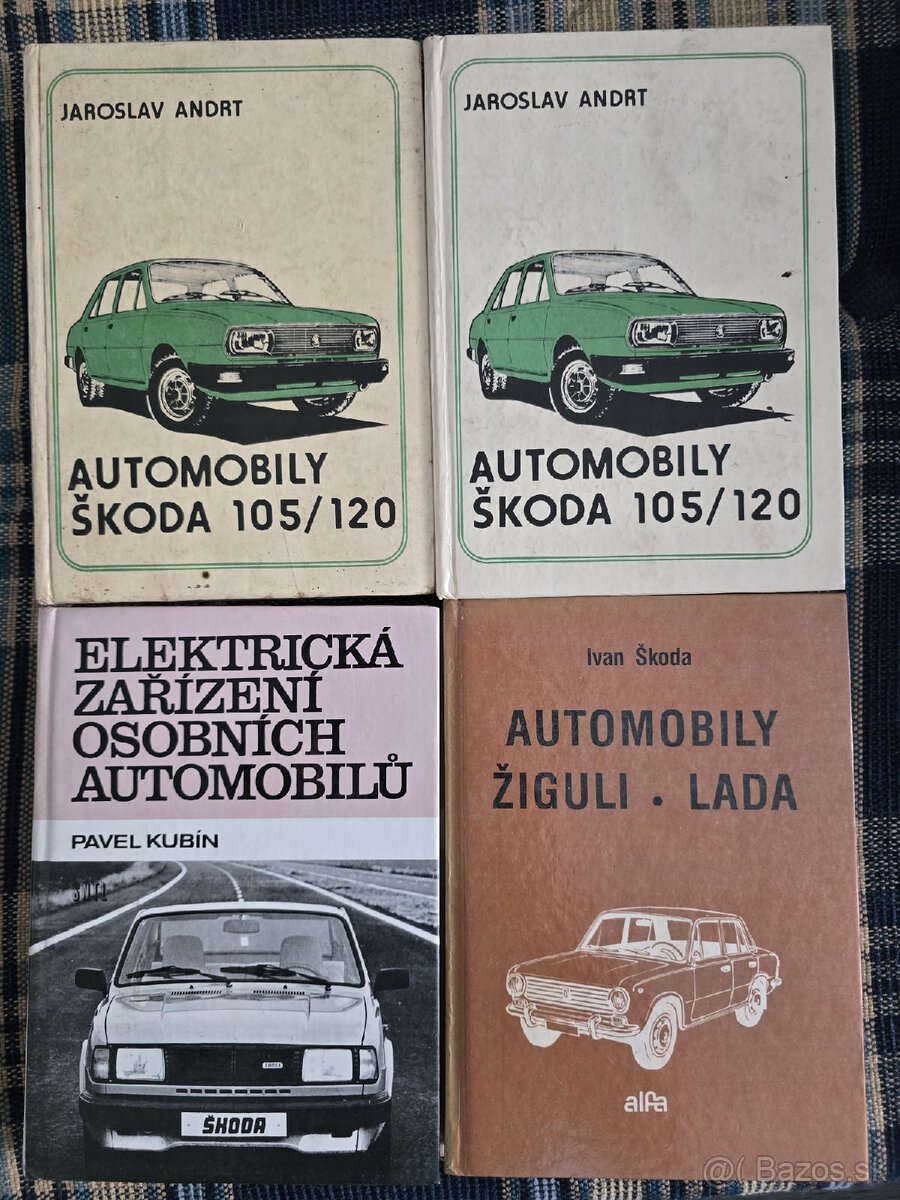 JAROSLAV ANDRT
AUTOMOBILY
ŠKODA 105/120
JAROSLAV ANDRT
AUTOMOBILY
ŠKODA 105/120
ELEKTRICKÁ
ZAŘÍZENÍ
OSOBNÍCH
AUTOMOBILŮ
PAVEL KUBÍN
SNTL
ŠKODA
ŠKODA
Ivan Škoda
AUTOMOBILY
ŽIGULI . LADA
alfa
@( Bazos.sk